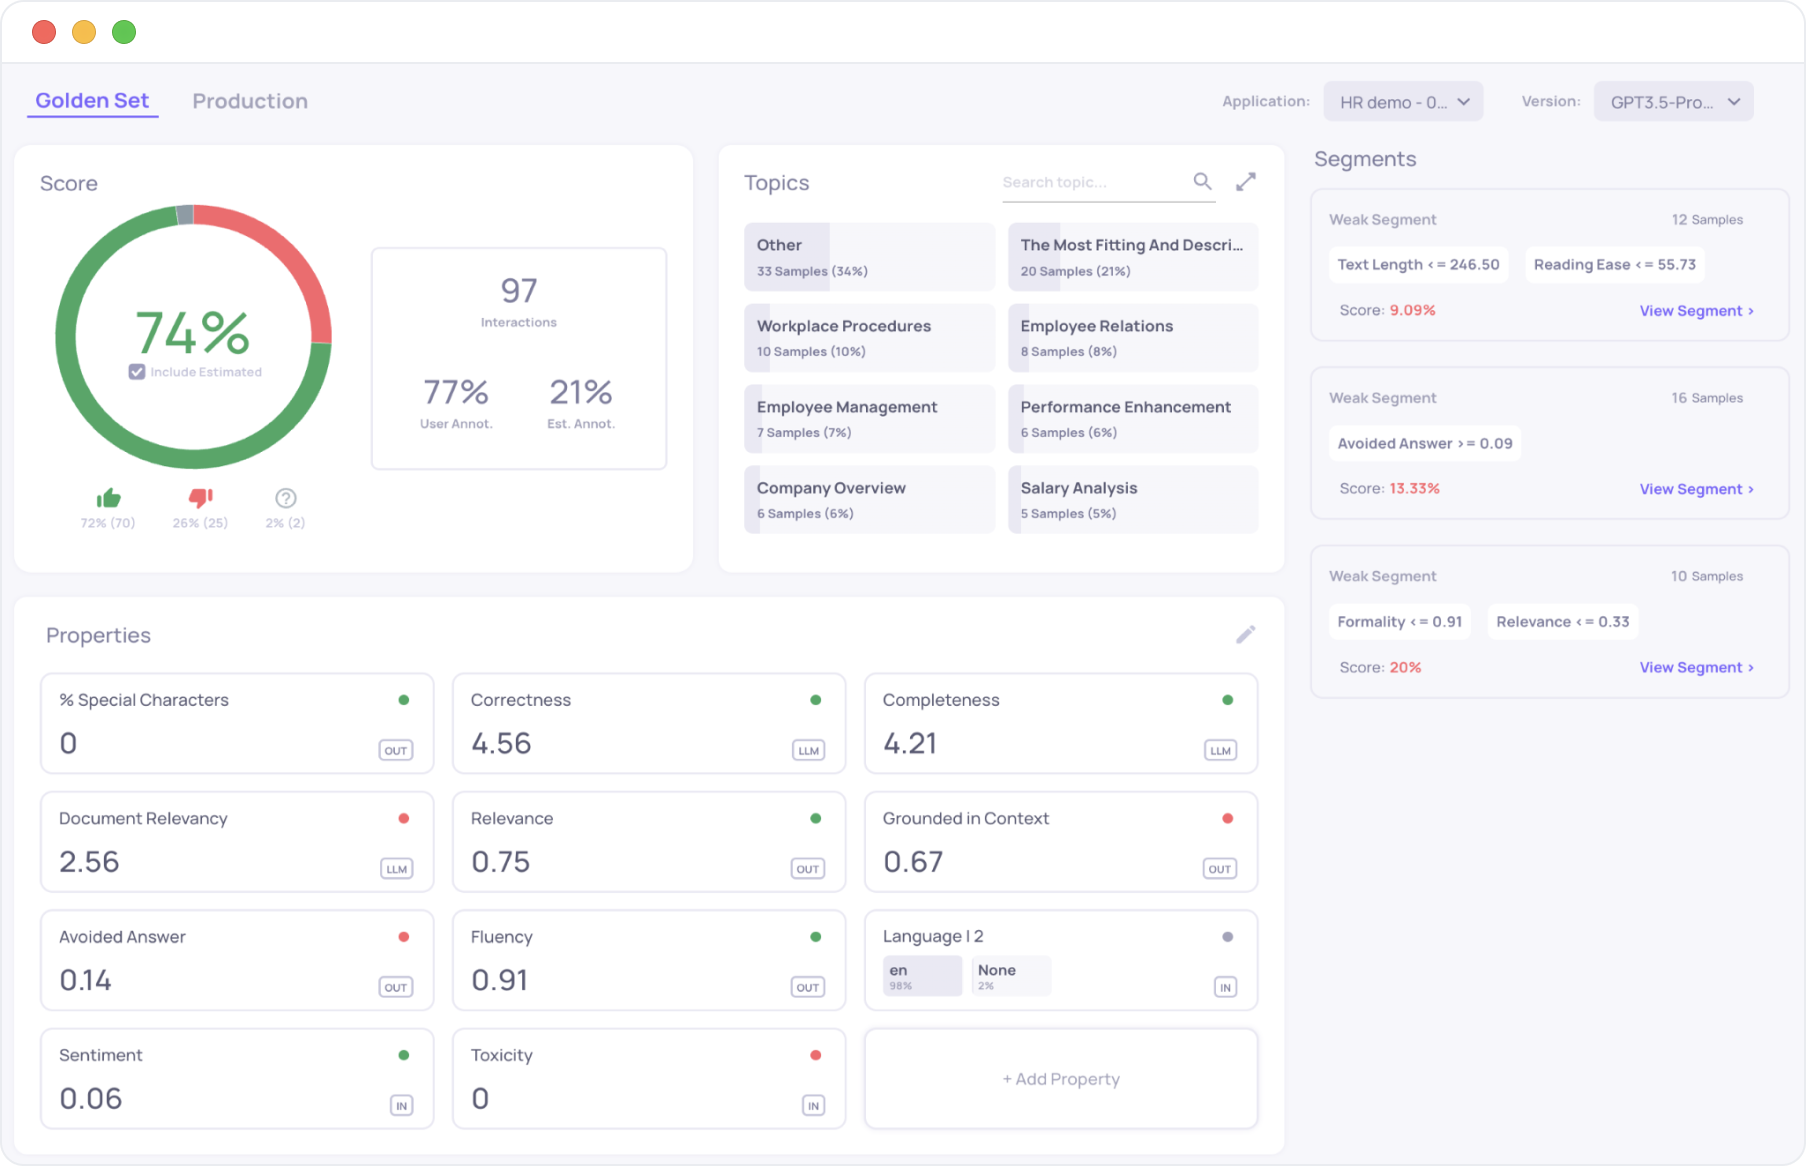 Golden Set
Production
Application:
HR demo - 0...
Version:
GPT3.5-Pro...
Score
74%
Include Estimated
72% (70)
26% (25)
2% (2)
97
Interactions
77%
User Annot.
21%
Est. Annot.
Topics
Search topic...
Other
33 Samples (34%)
The Most Fitting And Descri...
20 Samples (21%)
Workplace Procedures
10 Samples (10%)
Employee Relations
8 Samples (8%)
Employee Management
7 Samples (7%)
Performance Enhancement
6 Samples (6%)
Company Overview
6 Samples (6%)
Salary Analysis
5 Samples (5%)
Segments
Weak Segment
12 Samples
Text Length <= 246.50
Reading Ease <= 55.73
Score: 9.09%
View Segment >
Weak Segment
16 Samples
Avoided Answer >= 0.09
Score: 13.33%
View Segment >
Weak Segment
10 Samples
Formality <= 0.91
Relevance <= 0.33
Score: 20%
View Segment >
Properties
% Special Characters
0
OUT
Correctness
4.56
LLM
Completeness
4.21
LLM
Document Relevancy
2.56
LLM
Relevance
0.75
OUT
Grounded in Context
0.67
OUT
Avoided Answer
0.14
OUT
Fluency
0.91
OUT
Language | 2
en
98%
None
2%
IN
Sentiment
0.06
IN
Toxicity
0
IN
+ Add Property